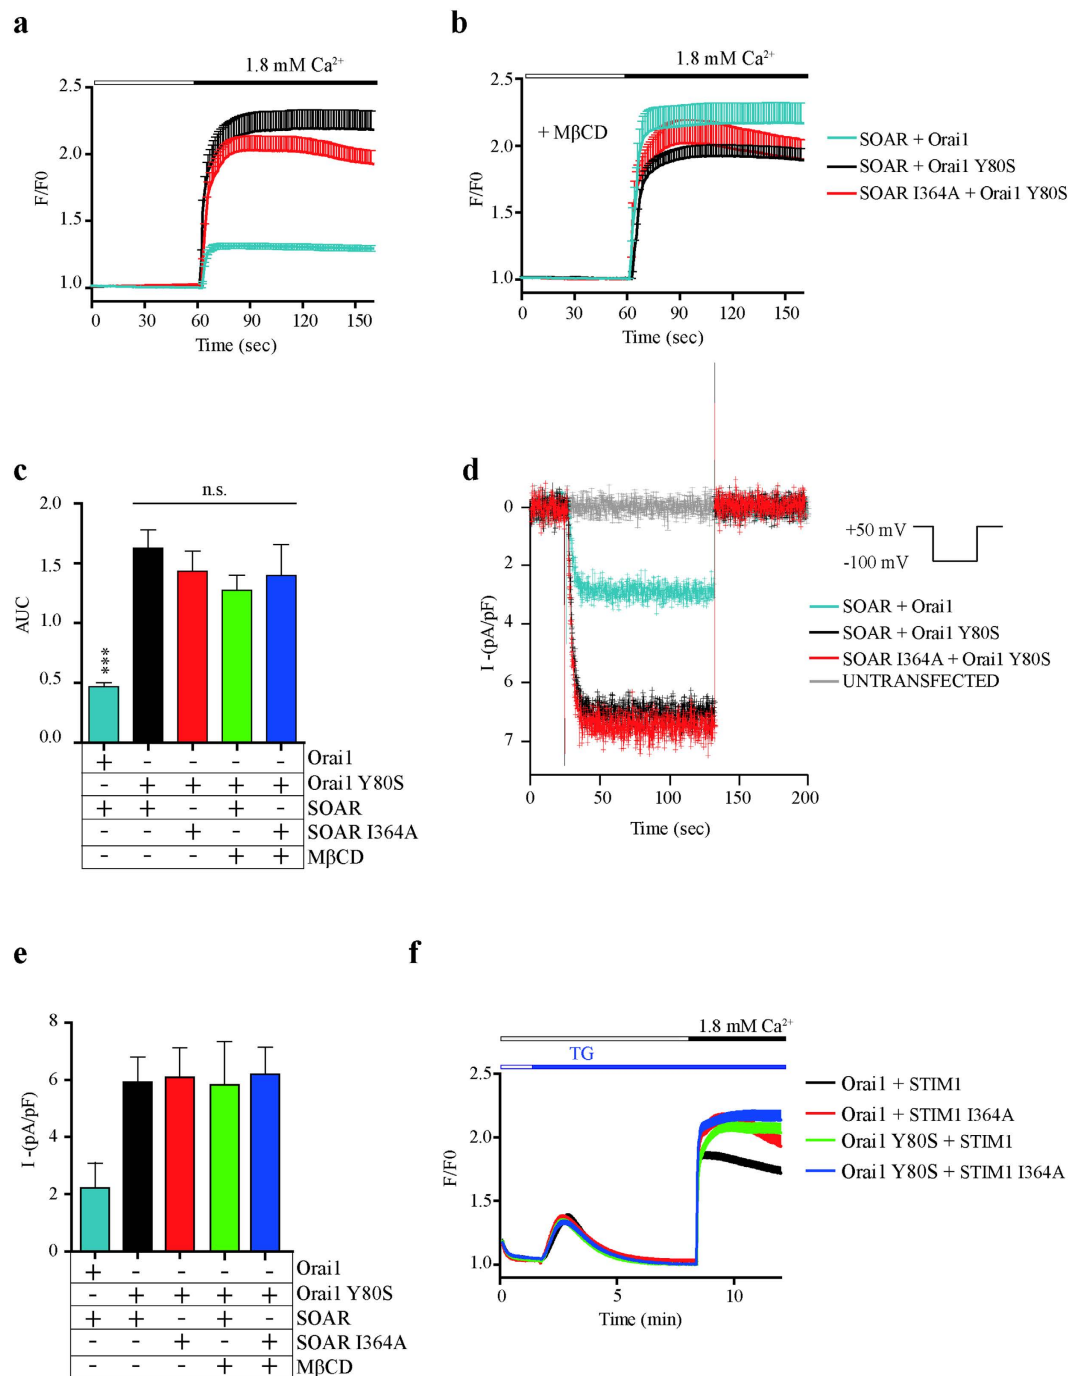 a
1.8 mM Ca²⁺
2.5
2.0
1.5
1.0
F/F0
0 30 60 90 120 150
Time (sec)
b
1.8 mM Ca²⁺
2.5
2.0
1.5
1.0
F/F0
+ MβCD
0 30 60 90 120 150
Time (sec)
SOAR + Orai1
SOAR + Orai1 Y80S
SOAR I364A + Orai1 Y80S
c
n.s.
2.0
1.5
1.0
0.5
0.0
AUC
***
+ - - - - Orai1
- + + + + Orai1 Y80S
+ + - + - SOAR
- - + - + SOAR I364A
- - - + + MβCD
d
0
2
4
6
7
I -(pA/pF)
0 50 100 150 200
Time (sec)
+50 mV
-100 mV
SOAR + Orai1
SOAR + Orai1 Y80S
SOAR I364A + Orai1 Y80S
UNTRANSFECTED
e
8
6
4
2
0
I -(pA/pF)
+ - - - - Orai1
- + + + + Orai1 Y80S
+ + - + - SOAR
- - + - + SOAR I364A
- - - + + MβCD
f
1.8 mM Ca²⁺
TG
2.5
2.0
1.5
1.0
F/F0
0 5 10
Time (min)
Orai1 + STIM1
Orai1 + STIM1 I364A
Orai1 Y80S + STIM1
Orai1 Y80S + STIM1 I364A